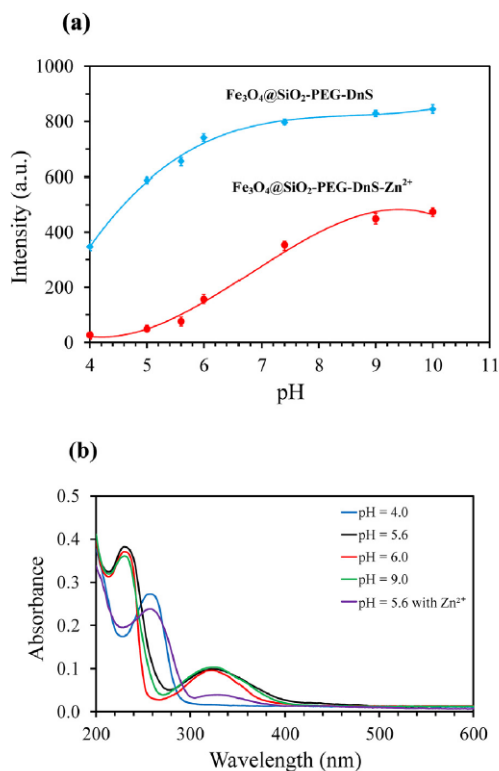 (a)
Fe₃O₄@SiO₂-PEG-DnS
Fe₃O₄@SiO₂-PEG-DnS-Zn²⁺
Intensity (a.u.)
1000
800
600
400
200
0
4 5 6 7 8 9 10 11
pH
(b)
pH = 4.0
pH = 5.6
pH = 6.0
pH = 9.0
pH = 5.6 with Zn²⁺
Absorbance
0.5
0.4
0.3
0.2
0.1
0.0
200 300 400 500 600
Wavelength (nm)